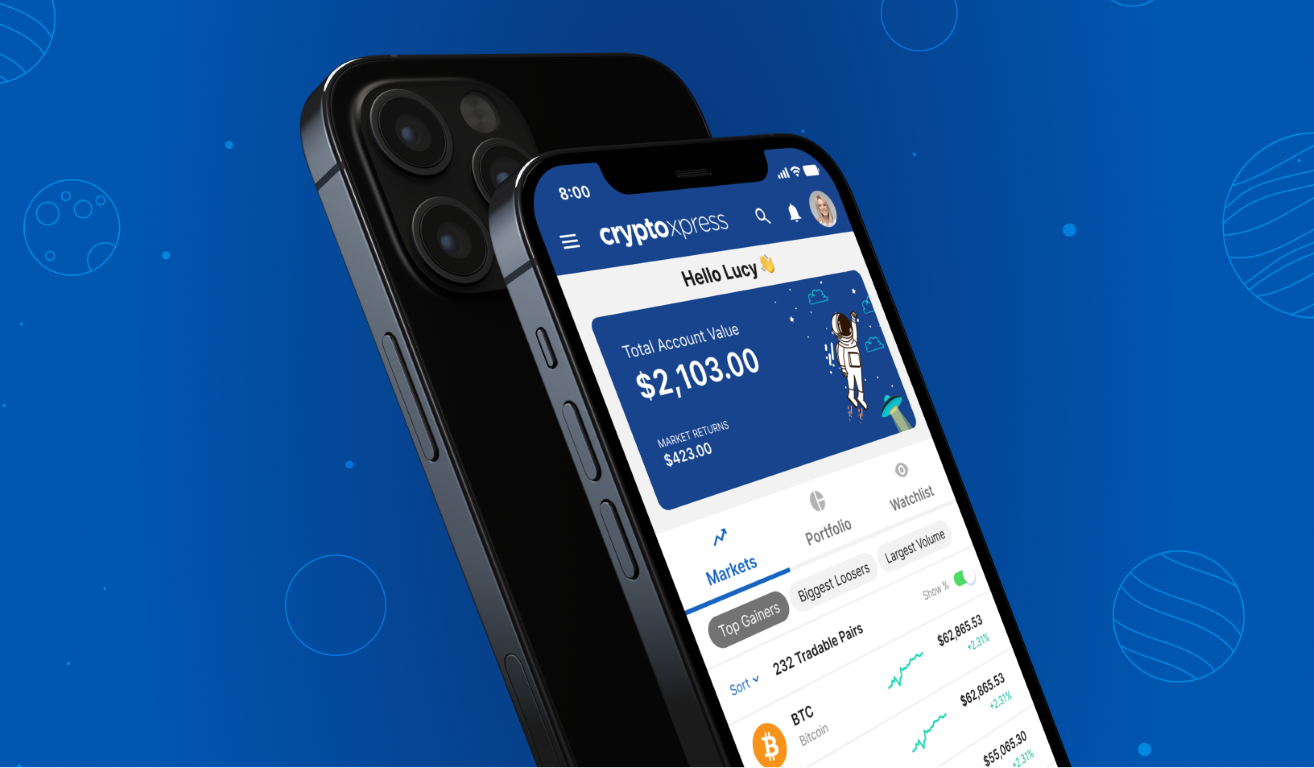 8:00
cryptoxpress
Hello Lucy👋
Total Account Value
$2,103.00
MARKET RETURNS
$423.00
Markets
Portfolio
Watchlist
Top Gainers
Biggest Loosers
Largest Volume
Show %
Sort
232 Tradable Pairs
BTC
Bitcoin
$62,865.53
+2.31%
$62,865.53
+2.31%
$55,065.30
+2.31%